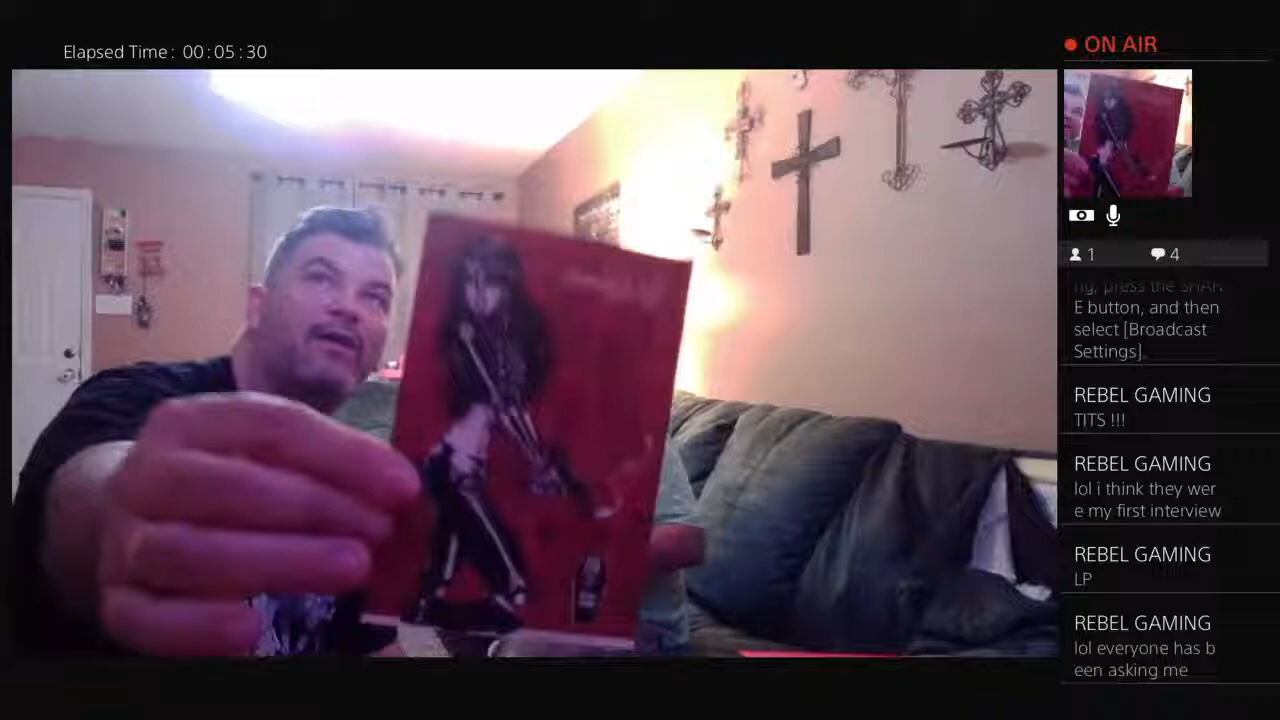 Elapsed Time: 00:05:30
ON AIR
1
4
E button, and then
select [Broadcast
Settings].
REBEL GAMING
TITS !!!
REBEL GAMING
lol i think they wer
e my first interview
REBEL GAMING
LP
REBEL GAMING
lol everyone has b
een asking me